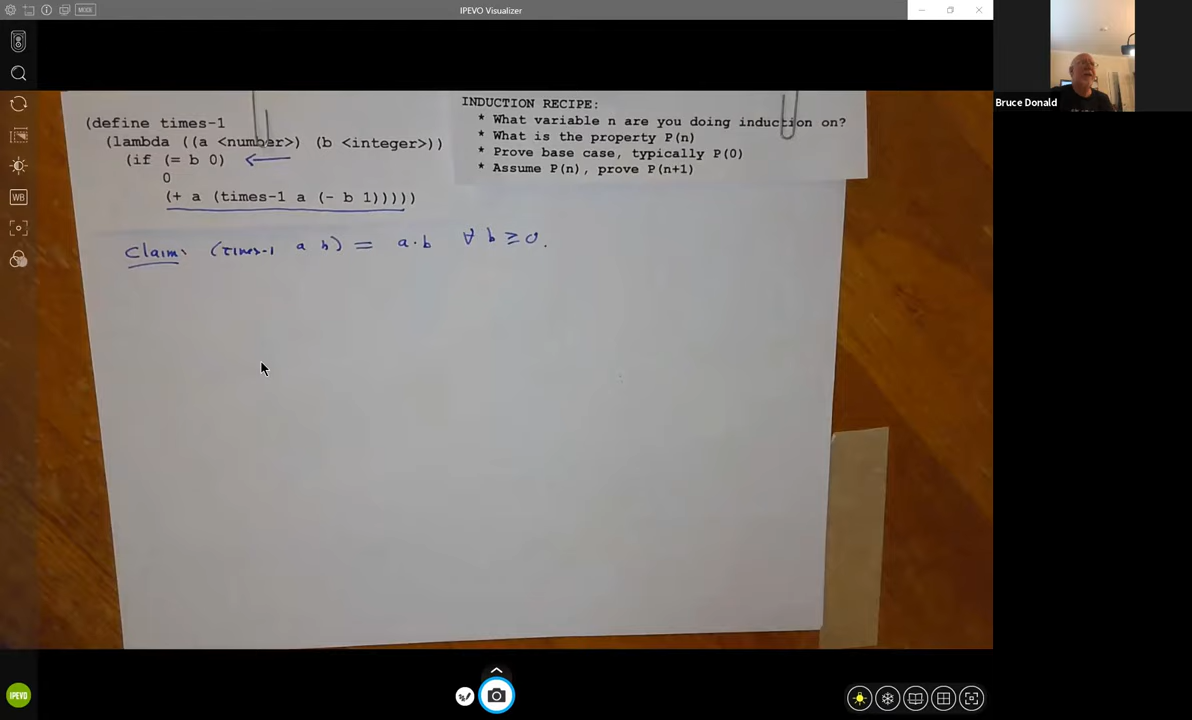 IPEVO Visualizer
MODE
Bruce Donald
(define times-1
(lambda ((a <number>) (b <integer>))
(if (= b 0)
0
(+ a (times-1 a (- b 1)))))
INDUCTION RECIPE:
* What variable n are you doing induction on?
* What is the property P(n)
* Prove base case, typically P(0)
* Assume P(n), prove P(n+1)
Claim: (times-1 a b) = a·b ∀ b ≥ 0.
WB
IPEVO